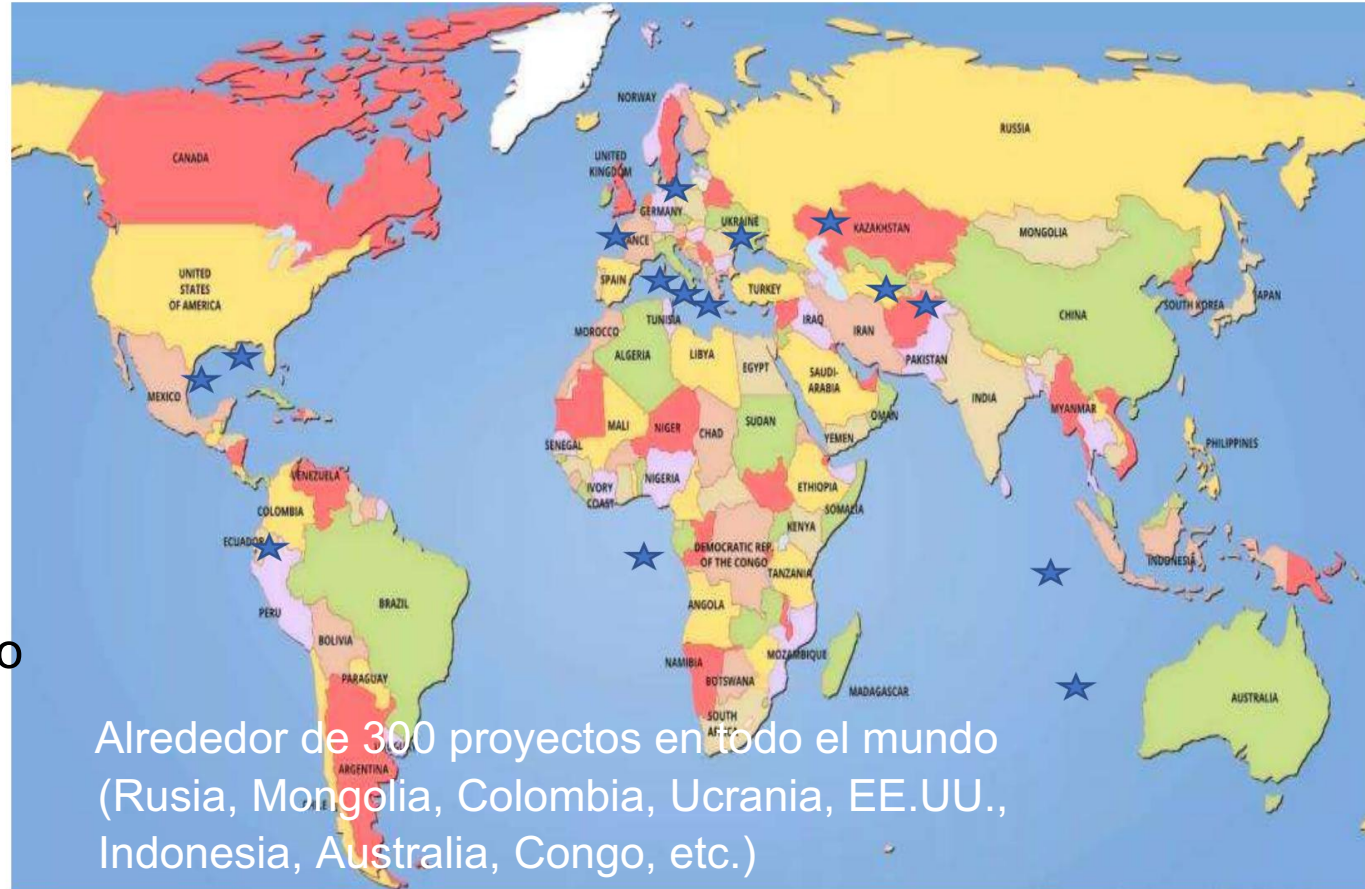 NORWAY
RUSSIA
CANADA
UNITED
KINGDOM
GERMANY
UKRAINE
KAZAKHSTAN
MONGOLIA
UNITED
STATES
OF AMERICA
SPAIN
TURKEY
SOUTH KOREA
CHINA
TUNISIA
MOROCCO
IRAQ
IRAN
ALGERIA
LIBYA
EGYPT
PAKISTAN
SAUDI-
ARABIA
INDIA
MEXICO
OMAN
MYANMAR
MALI
NIGER
CHAD
SUDAN
YEMEN
SENEGAL
PHILIPPINES
VENEZUELA
NIGERIA
IVORY
COAST
ETHIOPIA
SOMALIA
COLOMBIA
KENYA
ECUADOR
DEMOCRATIC REP.
OF THE CONGO
TANZANIA
INDONESIA
BRAZIL
PERU
ANGOLA
BOLIVIA
o
MOZAMBIQUE
NAMIBIA
BOTSWANA
MADAGASCAR
AUSTRALIA
PARAGUAY
SOUTH
Alrededor de 300 proyectos en todo el mundo
ARGENTINA
(Rusia, Mongolia, Colombia, Ucrania, EE.UU.,
Indonesia, Australia, Congo, etc.)